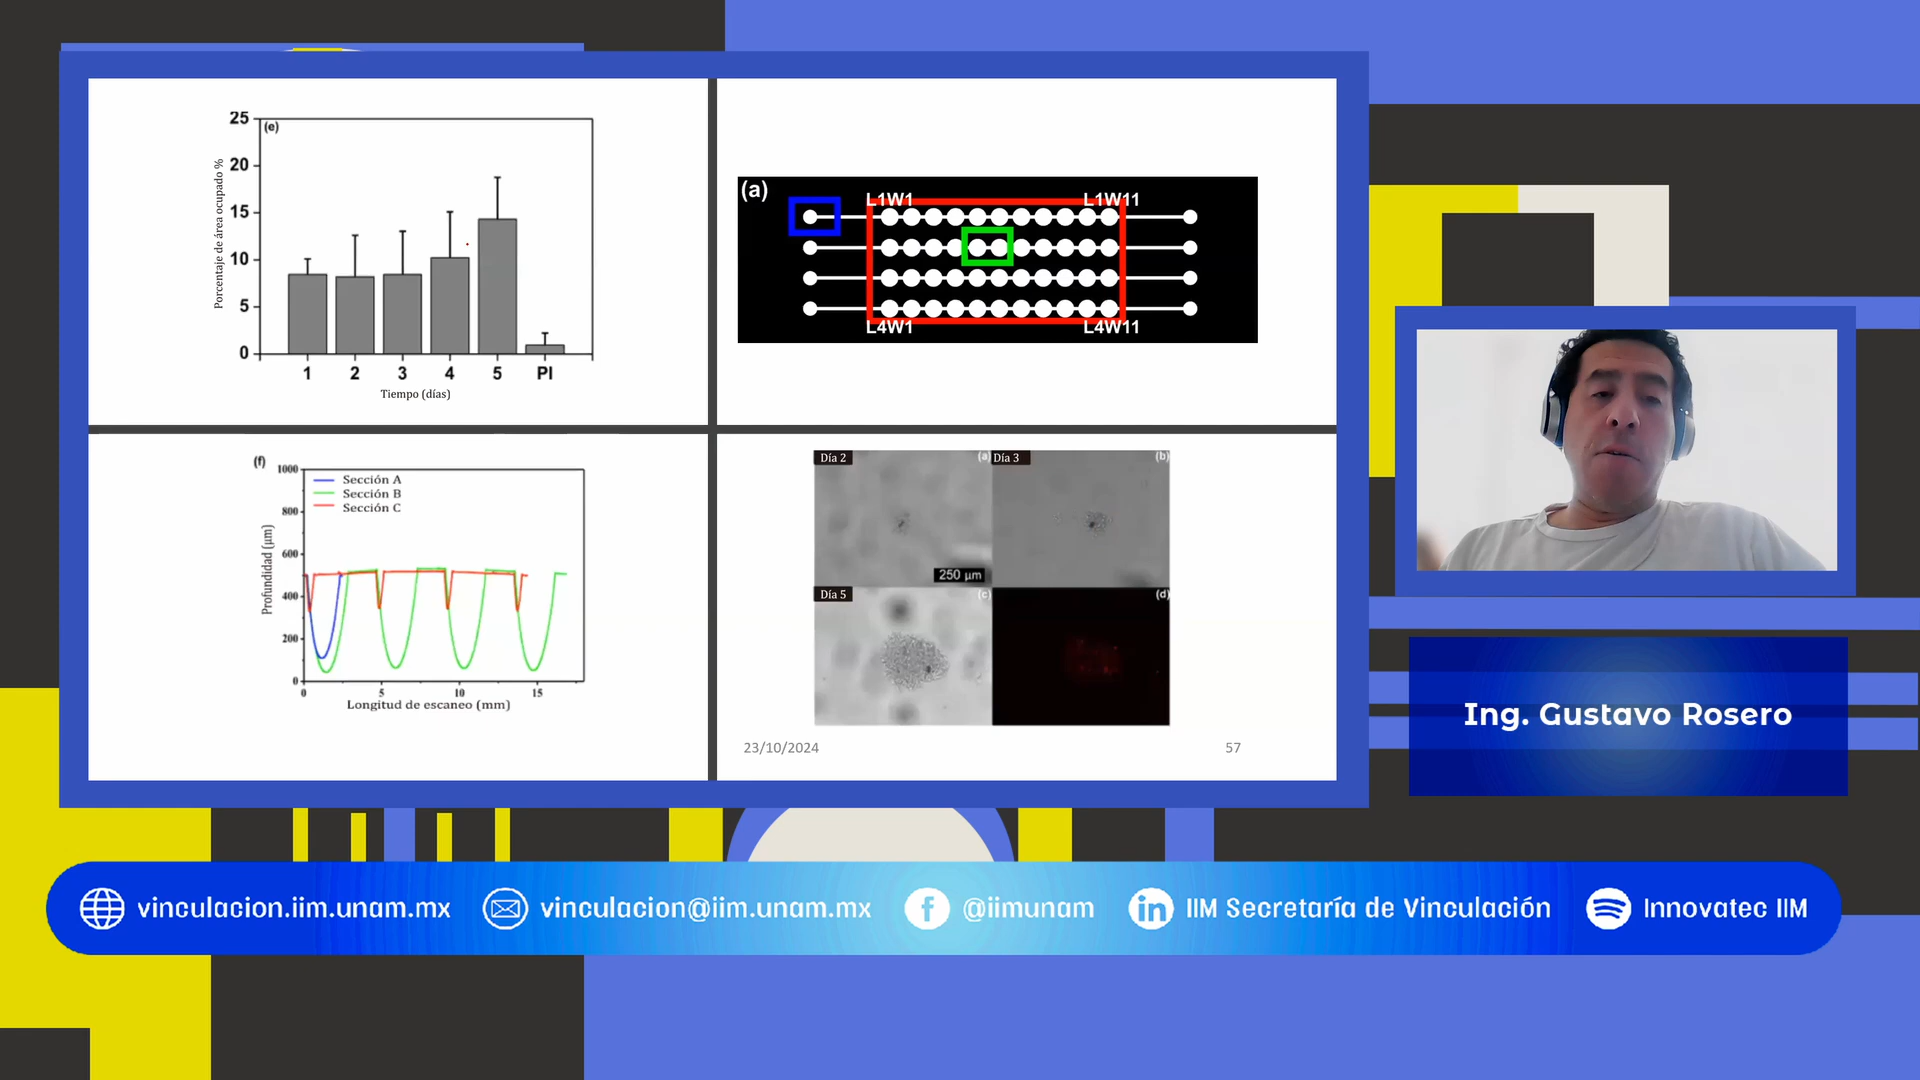 (e)
25
20
15
10
5
0
Porcentaje de área ocupado %
1 2 3 4 5 PI
Tiempo (días)
(a)
L1W1 L1W11
L4W1 L4W11
(f)
1000
800
600
400
200
0
Profundidad (µm)
Sección A
Sección B
Sección C
0 5 10 15
Longitud de escaneo (mm)
Día 2 (a) Día 3 (b)
250 µm
Día 5 (c) (d)
23/10/2024 57
Ing. Gustavo Rosero
vinculacion.iim.unam.mx vinculacion@iim.unam.mx @iimunam IIM Secretaría de Vinculación Innovatec IIM